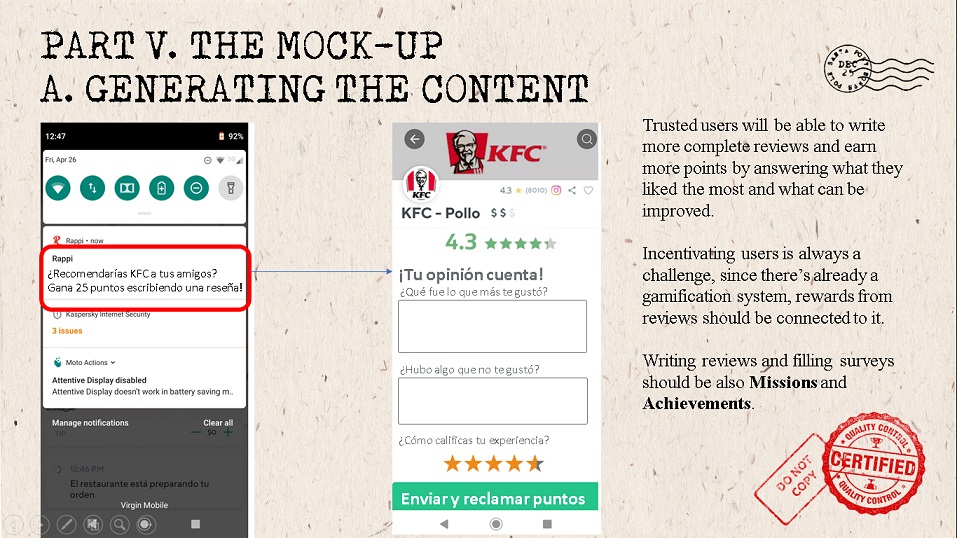 PART V. THE MOCK-UP
A. GENERATING THE CONTENT
12:47
92%
Fri, Apr 26
3G
Rappi • now
Rappi
¿Recomendarías KFC a tus amigos?
Gana 25 puntos escribiendo una reseña!
Kaspersky Internet Security
3 issues
Moto Actions
Attentive Display disabled
Attentive Display doesn't work in battery saving m..
Manage notifications
Clear all
TIP
$0
12:46 PM
El restaurante está preparando tu
orden
Virgin Mobile
KFC
KFC
4.3
(8010)
KFC - Pollo
$ $ $
4.3
¡Tu opinión cuenta!
¿Qué fue lo que más te gustó?
¿Hubo algo que no te gustó?
¿Cómo calificas tu experiencia?
Enviar y reclamar puntos
Trusted users will be able to write
more complete reviews and earn
more points by answering what they
liked the most and what can be
improved.
Incentivating users is always a
challenge, since there's already a
gamification system, rewards from
reviews should be connected to it.
Writing reviews and filling surveys
should be also Missions and
Achievements.
DEC
25
DO NOT
COPY
QUALITY CONTROL
CERTIFIED
QUALITY CONTROL